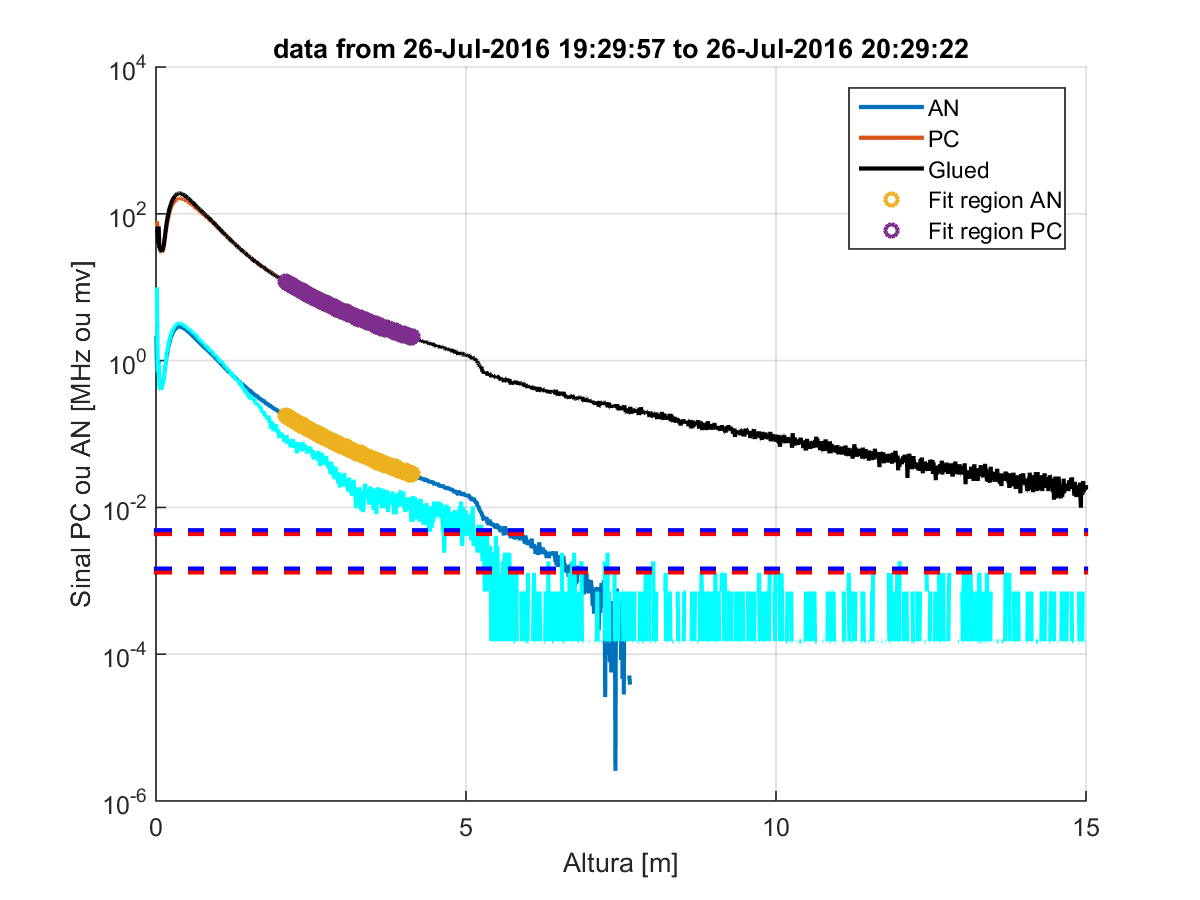 data from 26-Jul-2016 19:29:57 to 26-Jul-2016 20:29:22
Sinal PC ou AN [MHz ou mv]
10^4
10^2
10^0
10^-2
10^-4
10^-6
AN
PC
Glued
Fit region AN
Fit region PC
0 5 10 15
Altura [m]